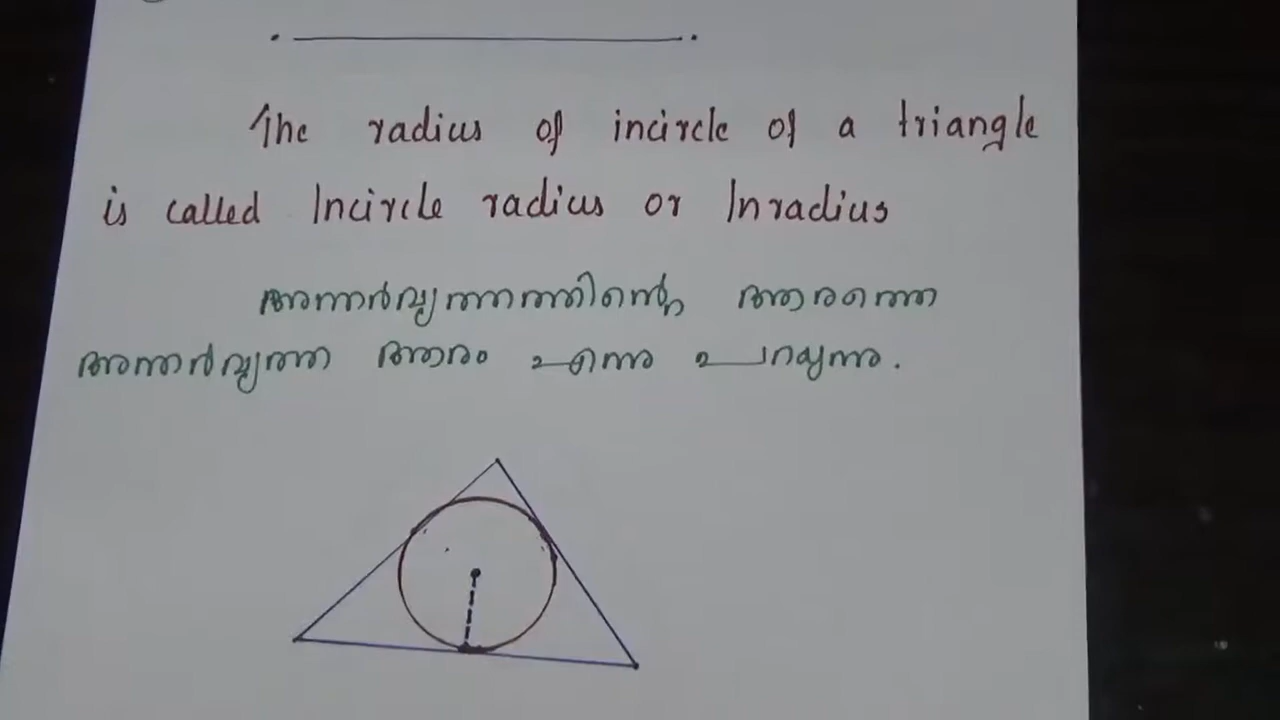 The radius of incircle of a triangle
is called Incircle radius or Inradius
അന്തർവൃത്തത്തിന്റെ ആരത്തെ
അന്തർവൃത്ത ആരം എന്നു പറയുന്നു.